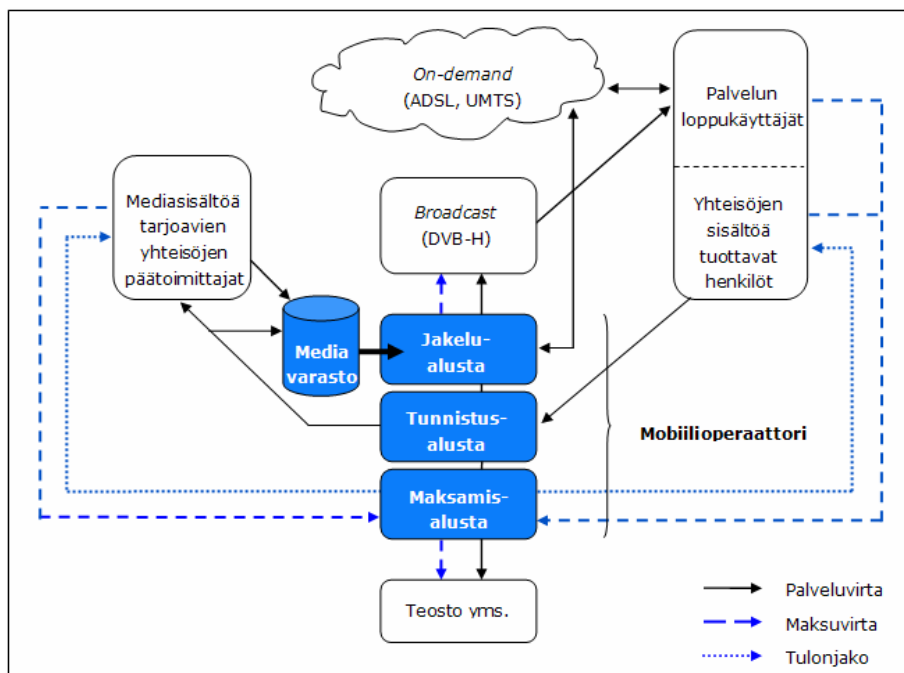 On-demand
(ADSL, UMTS)
Palvelun
loppukäyttäjät
Mediasisältöä
tarjoavien
yhteisöjen
päätoimittajat
Broadcast
(DVB-H)
Yhteisöjen
sisältöä
tuottavat
henkilöt
Media
varasto
Jakelu-
alusta
Tunnistus-
alusta
Mobiilioperaattori
Maksamis-
alusta
Teosto yms.
Palveluvirta
Maksuvirta
Tulonjako